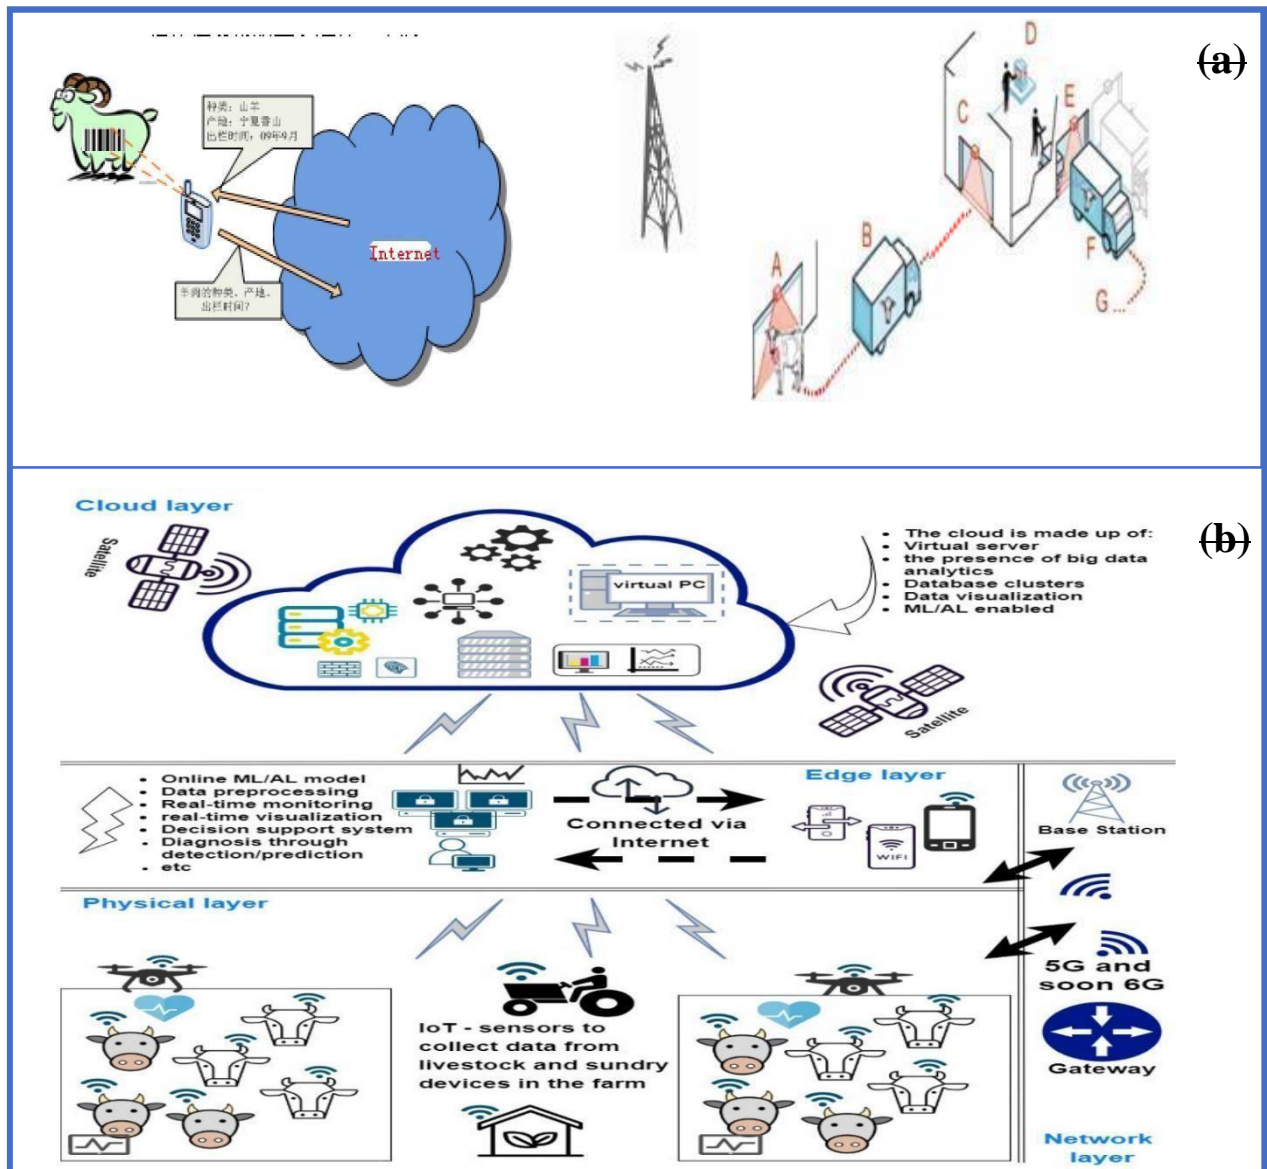 (a)
种类：山羊
产地：宁夏香山
出栏时间：09年9月
Internet
羊肉的种类、产地、
出栏时间？
A
B
C
D
E
F
G...
(b)
Cloud layer
Satellite
virtual PC
• The cloud is made up of:
• Virtual server
• the presence of big data
analytics
• Database clusters
• Data visualization
• ML/AL enabled
Satellite
• Online ML/AL model
• Data preprocessing
• Real-time monitoring
• real-time visualization
• Decision support system
• Diagnosis through
detection/prediction
• etc
Connected via
Internet
Edge layer
WIFI
Base Station
Physical layer
IoT - sensors to
collect data from
livestock and sundry
devices in the farm
5G and
soon 6G
Gateway
Network
layer